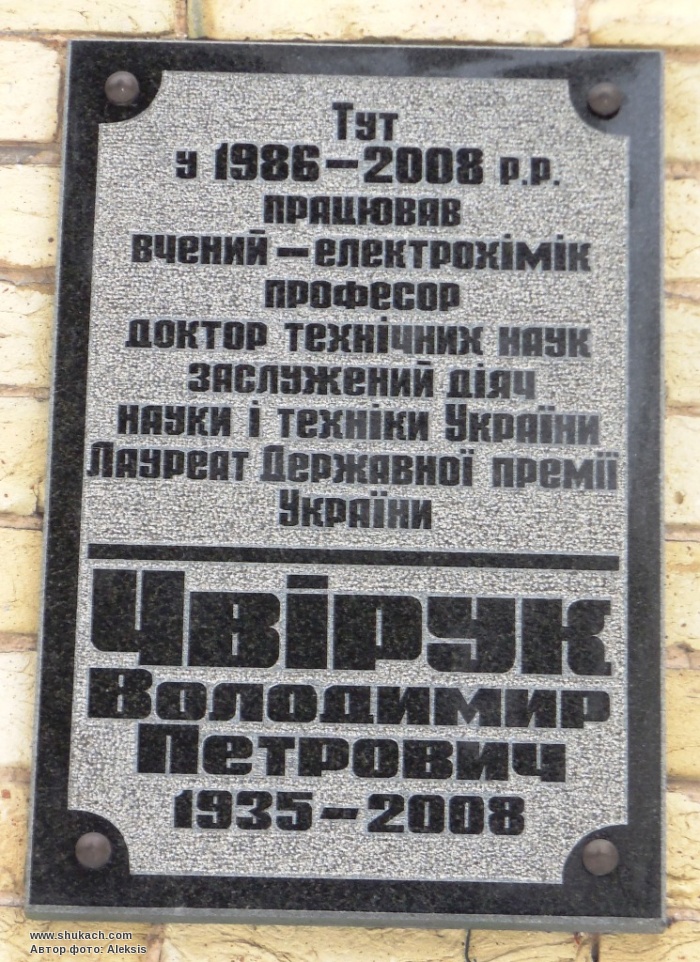 Тут
у 1986-2008 р.р.
працював
вчений - електрохімік
професор
доктор технічних наук
заслужений діяч
науки і техніки України
Лауреат Державної премії
України
Чвірук
Володимир
Петрович
1935-2008
www.shukach.com
Автор фото: Aleksis